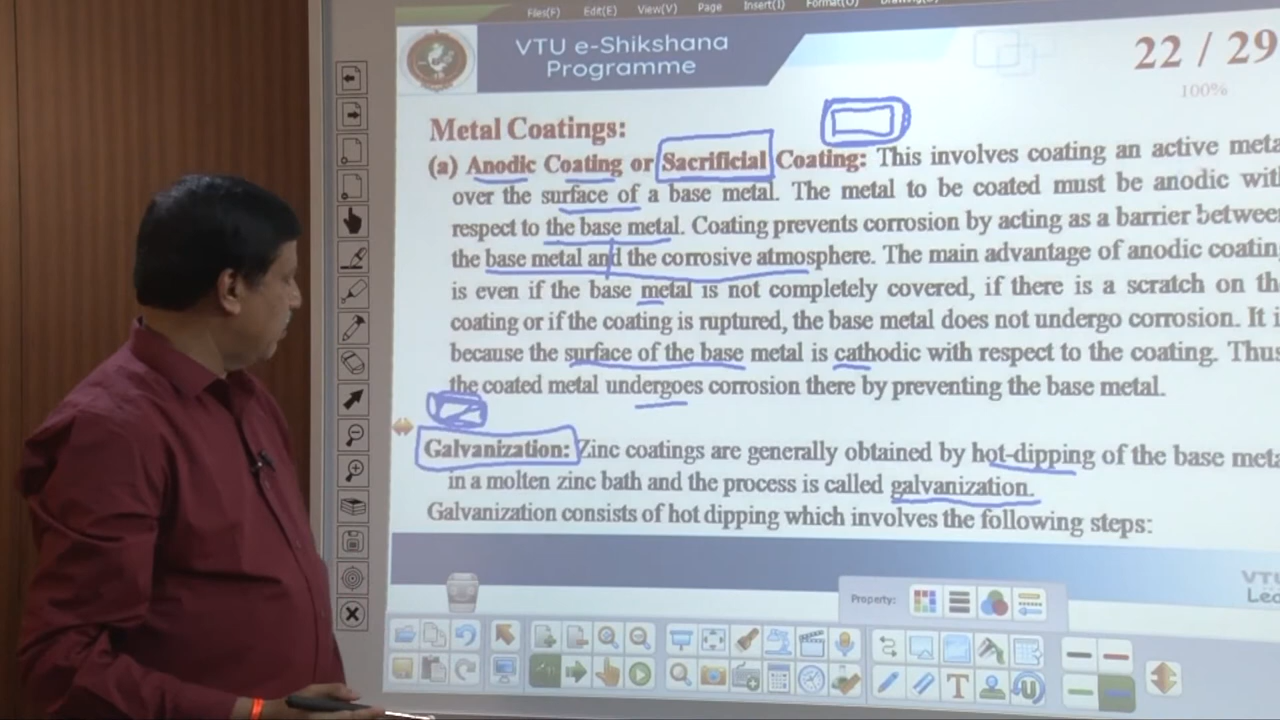 Files(F) Edit(E) View(V) Page Insert(I) Format(O)
VTU e-Shikshana
Programme
22 / 29
100%
Metal Coatings:
(a) Anodic Coating or Sacrificial Coating: This involves coating an active
over the surface of a base metal. The metal to be coated must be anodic
respect to the base metal. Coating prevents corrosion by acting as a barrier
the base metal and the corrosive atmosphere. The main advantage of anodic
is even if the base metal is not completely covered, if there is a scratch on
coating or if the coating is ruptured, the base metal does not undergo corrosion. It
because the surface of the base metal is cathodic with respect to the coating.
the coated metal undergoes corrosion there by preventing the base metal.
Galvanization: Zinc coatings are generally obtained by hot-dipping of the base
in a molten zinc bath and the process is called galvanization.
Galvanization consists of hot dipping which involves the following steps:
VTU
Property: